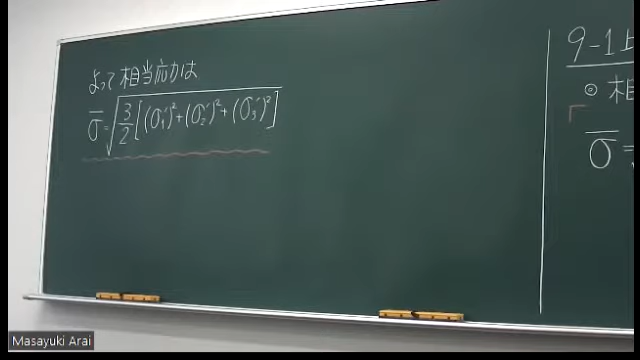 よって 相当応力は
σ̄ = √(3/2 [(σ₁′)² + (σ₂′)² + (σ₃′)²])
9-1
◎ 相
σ̄ =
Masayuki Arai